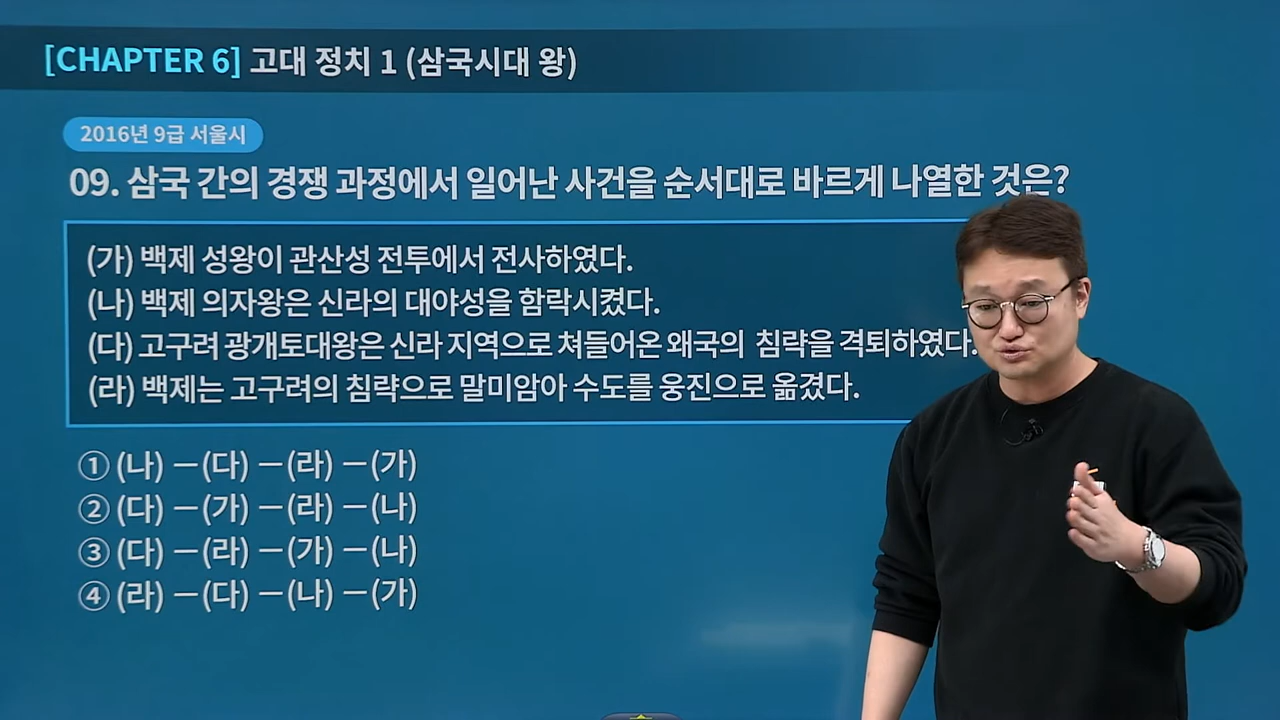 [CHAPTER 6] 고대 정치 1 (삼국시대 왕)
2016년 9급 서울시
09. 삼국 간의 경쟁 과정에서 일어난 사건을 순서대로 바르게 나열한 것은?
(가) 백제 성왕이 관산성 전투에서 전사하였다.
(나) 백제 의자왕은 신라의 대야성을 함락시켰다.
(다) 고구려 광개토대왕은 신라 지역으로 쳐들어온 왜국의 침략을 격퇴하였다.
(라) 백제는 고구려의 침략으로 말미암아 수도를 웅진으로 옮겼다.
① (나) － (다) － (라) － (가)
② (다) － (가) － (라) － (나)
③ (다) － (라) － (가) － (나)
④ (라) － (다) － (나) － (가)